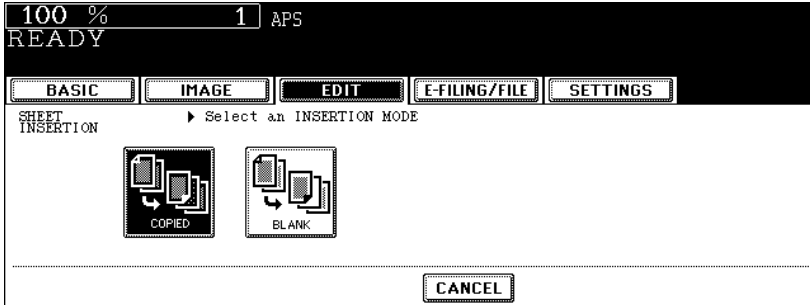 100 % 1 APS
READY
BASIC IMAGE EDIT E-FILING/FILE SETTINGS
SHEET
INSERTION
Select an INSERTION MODE
COPIED BLANK
CANCEL